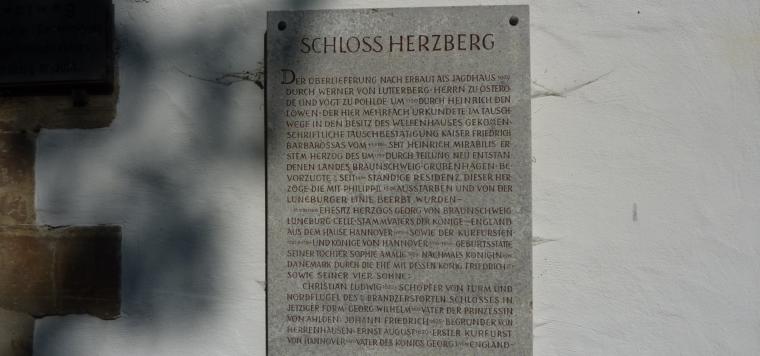 SCHLOSS HERZBERG
DER ÜBERLIEFERUNG NACH ERBAUT ALS JAGDHAUS
DURCH WERNER VON LUTTERBERG · HERRN ZU OSTERO-
DE UND VOGT ZU POHLDE UM DURCH HEINRICH DEN
LÖWEN · DER HIER MEHRFACH URKUNDETE IM TAUSCH-
WEGE IN DEN BESITZ DES WELFENHAUSES GEKOMEN ·
SCHRIFTLICHE TAUSCHBESTÄTIGUNG KAISER FRIEDRICH
BARBAROSSAS VOM SEIT HEINRICH MIRABILIS ER-
STEM HERZOG DES UM DURCH TEILUNG NEU ENTSTAN-
DENEN LANDES BRAUNSCHWEIG-GRUBENHAGEN · BE-
VORZUGTE SEIT STÄNDIGE RESIDENZ DIESER HER-
ZÖGE · DIE MIT PHILIPP II. AUSSTARBEN UND VON DER
LÜNEBURGER LINIE BEERBT WURDEN —
EHESITZ HERZOGS GEORG VON BRAUNSCHWEIG-
LÜNEBURG-CELLE · STAMMVATERS DER KÖNIGE VON ENGLAND
AUS DEM HAUSE HANNOVER SOWIE DER KURFÜRSTEN
UND KÖNIGE VON HANNOVER GEBURTSSTÄTTE
SEINER TOCHTER SOPHIE AMALIE NACHMALS KÖNIGIN VON
DÄNEMARK DURCH DIE EHE MIT DESSEN KÖNIG FRIEDRICH
SOWIE SEINER VIER SÖHNE:
CHRISTIAN LUDWIG SCHÖPFER VON TURM UND
NORDFLÜGEL DES BRANDZERSTÖRTEN SCHLOSSES IN
JETZIGER FORM · GEORG WILHELM VATER DER PRINZESSIN
VON AHLDEN · JOHANN FRIEDRICH BEGRÜNDER VON
HERRENHAUSEN · ERNST AUGUST ERSTER KURFÜRST
VON HANNOVER VATER DES KÖNIGS GEORG I. VON ENGLAND —